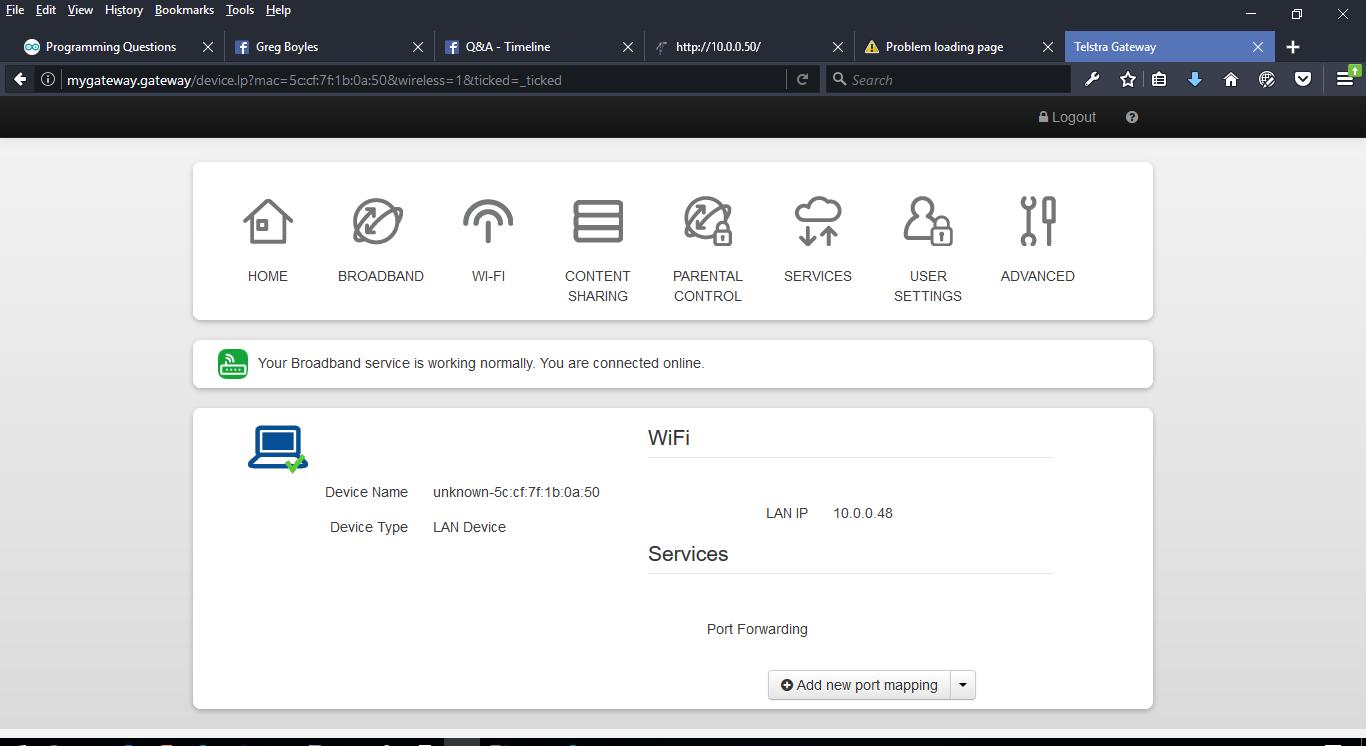 File Edit View History Bookmarks Tools Help
Programming Questions Greg Boyles Q&A - Timeline http://10.0.0.50/ Problem loading page Telstra Gateway
mygateway.gateway/device.lp?mac=5c:cf:7f:1b:0a:50&wireless=1&ticked=_ticked Search
Logout
HOME BROADBAND WI-FI CONTENT SHARING PARENTAL CONTROL SERVICES USER SETTINGS ADVANCED
Your Broadband service is working normally. You are connected online.
WiFi
Device Name unknown-5c:cf:7f:1b:0a:50
LAN IP 10.0.0.48
Device Type LAN Device
Services
Port Forwarding
Add new port mapping